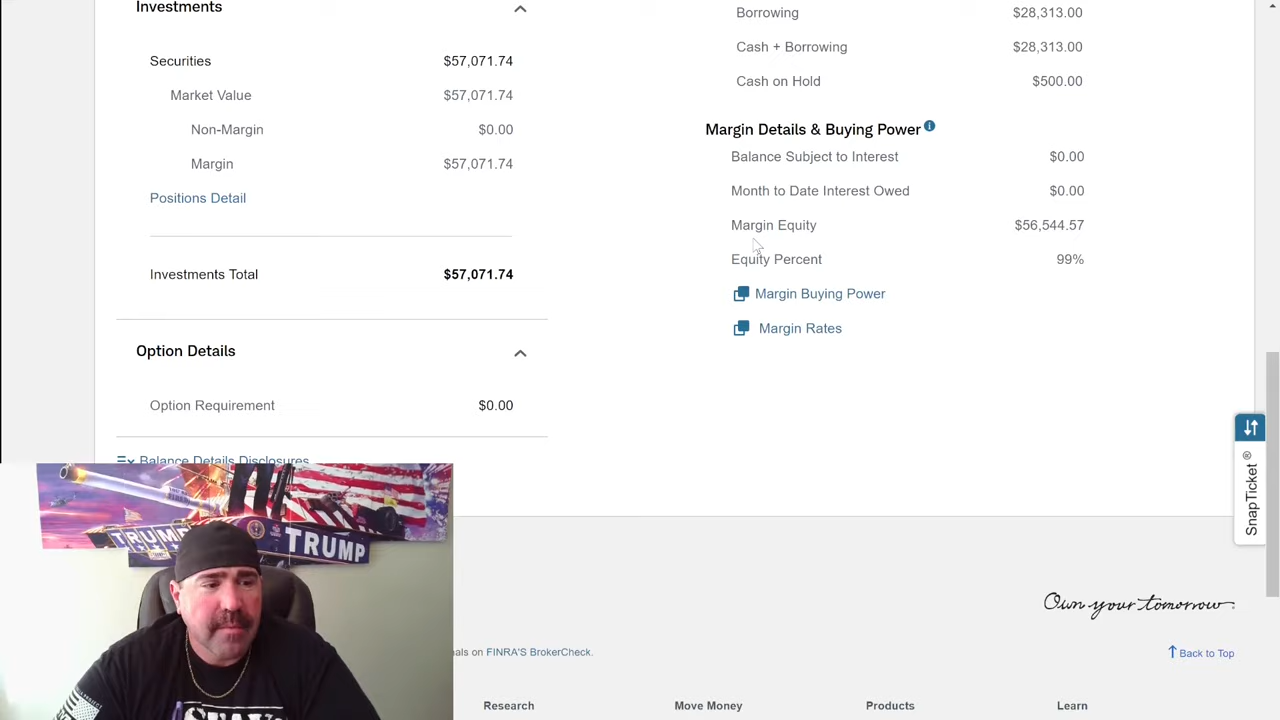 Investments
Securities $57,071.74
Market Value $57,071.74
Non-Margin $0.00
Margin $57,071.74
Positions Detail
Investments Total $57,071.74
Option Details
Option Requirement $0.00
Balance Details Disclosures
Borrowing $28,313.00
Cash + Borrowing $28,313.00
Cash on Hold $500.00
Margin Details & Buying Power
Balance Subject to Interest $0.00
Month to Date Interest Owed $0.00
Margin Equity $56,544.57
Equity Percent 99%
Margin Buying Power
Margin Rates
SnapTicket ®
TRUMP
TRUMP
Own your tomorrow.
nals on FINRA'S BrokerCheck.
Back to Top
Research Move Money Products Learn